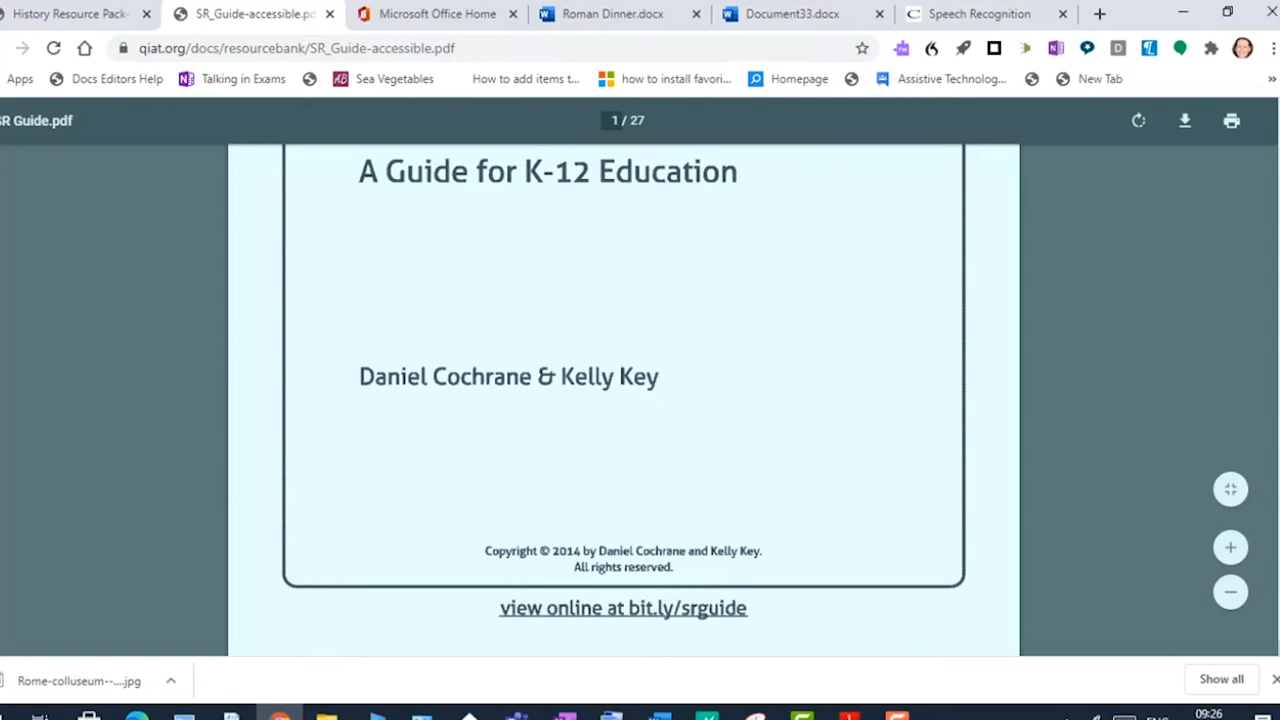 History Resource Pack-
SR_Guide-accessible.pd
Microsoft Office Home
Roman Dinner.docx
Document33.docx
Speech Recognition
qiat.org/docs/resourcebank/SR_Guide-accessible.pdf
Apps
Docs Editors Help
Talking in Exams
Sea Vegetables
How to add items t...
how to install favori...
Homepage
Assistive Technolog...
New Tab
SR Guide.pdf
1 / 27
A Guide for K-12 Education
Daniel Cochrane & Kelly Key
Copyright © 2014 by Daniel Cochrane and Kelly Key.
All rights reserved.
view online at bit.ly/srguide
Rome-colluseum--....jpg
Show all
09:26